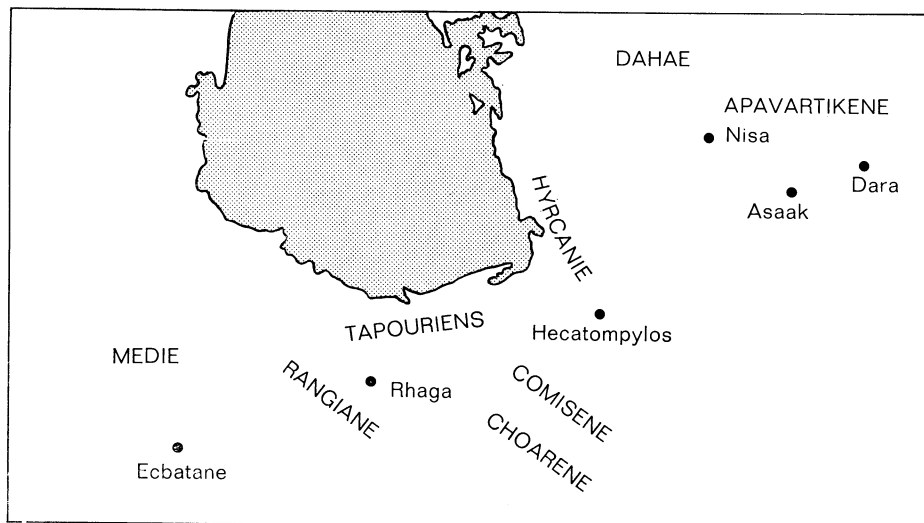 DAHAE
APAVARTIKENE
Nisa
Dara
Asaak
HYRCANIE
Hecatompylos
TAPOURIENS
MEDIE
RANGIANE
Rhaga
COMISENE
CHOARENE
Ecbatane